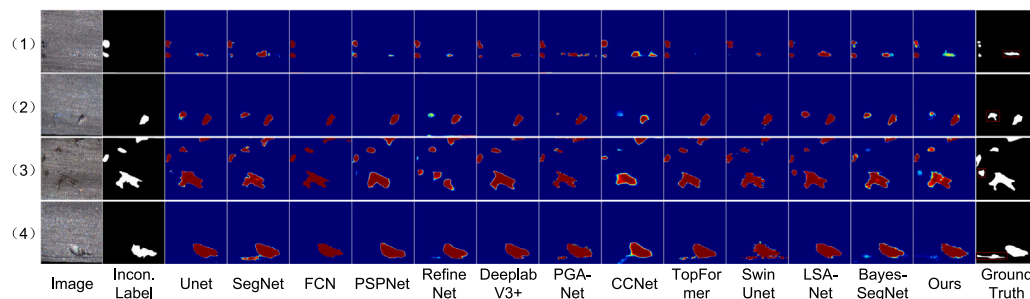 (1)
(2)
(3)
(4)
Image Incon. Label Unet SegNet FCN PSPNet Refine Net Deeplab V3+ PGA- Net CCNet TopFor mer Swin Unet LSA- Net Bayes- SeqNet Ours Ground Truth